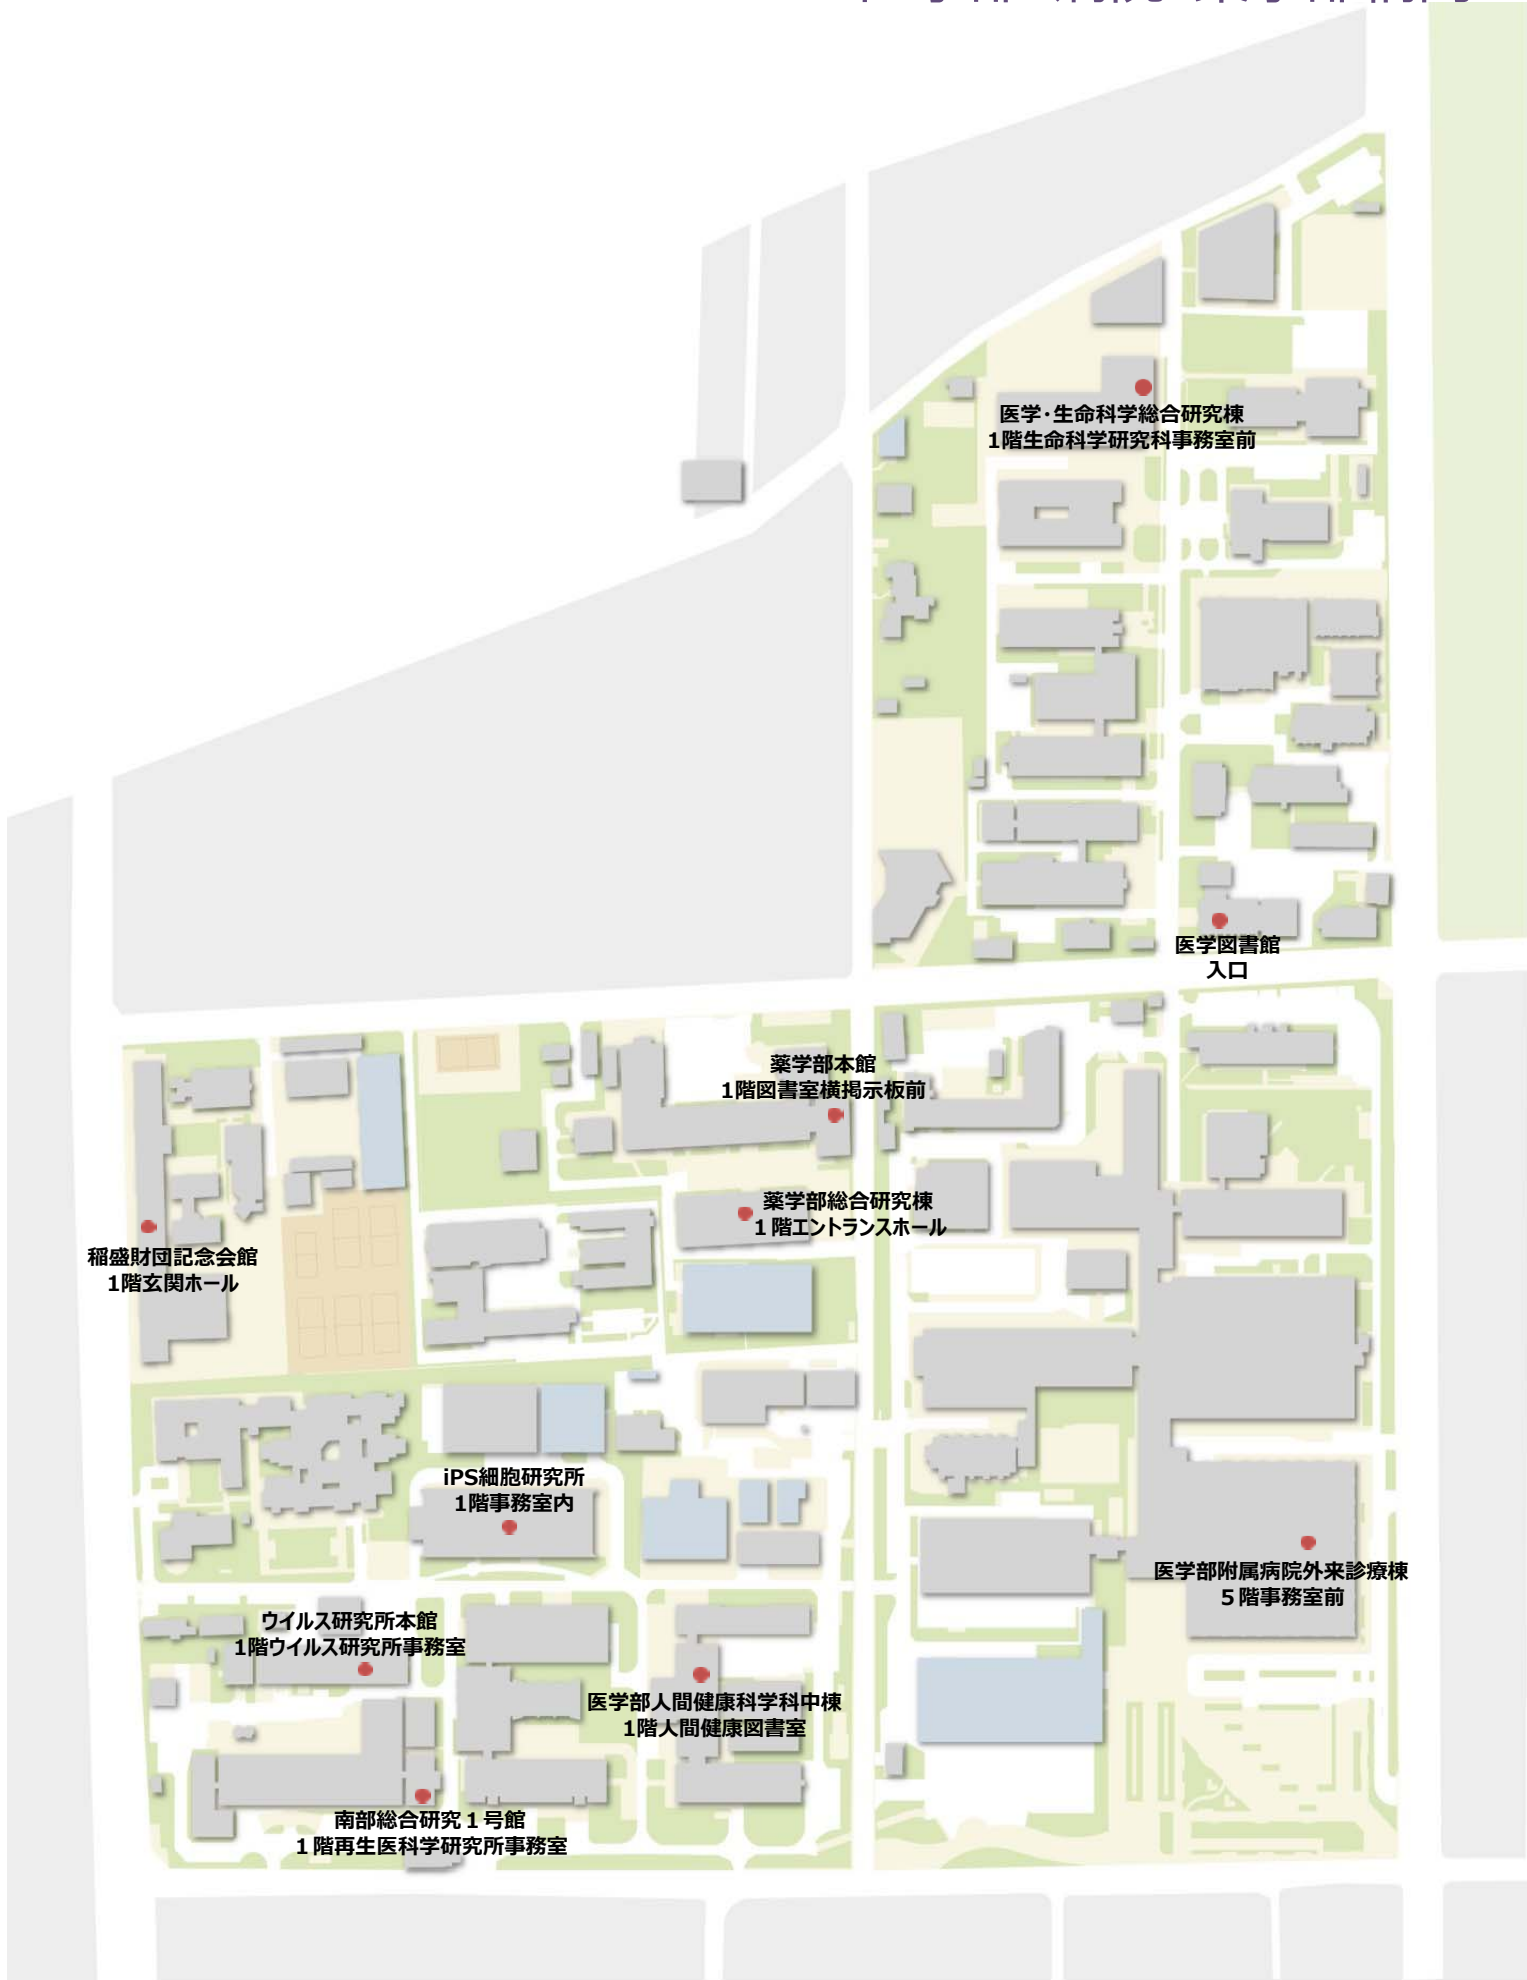 医学・生命科学総合研究棟
1階生命科学研究科事務室前
医学図書館
入口
薬学部本館
1階図書室横掲示板前
薬学部総合研究棟
１階エントランスホール
稲盛財団記念会館
1階玄関ホール
iPS細胞研究所
1階事務室内
医学部附属病院外来診療棟
５階事務室前
ウイルス研究所本館
1階ウイルス研究所事務室
医学部人間健康科学科中棟
1階人間健康図書室
南部総合研究１号館
１階再生医科学研究所事務室